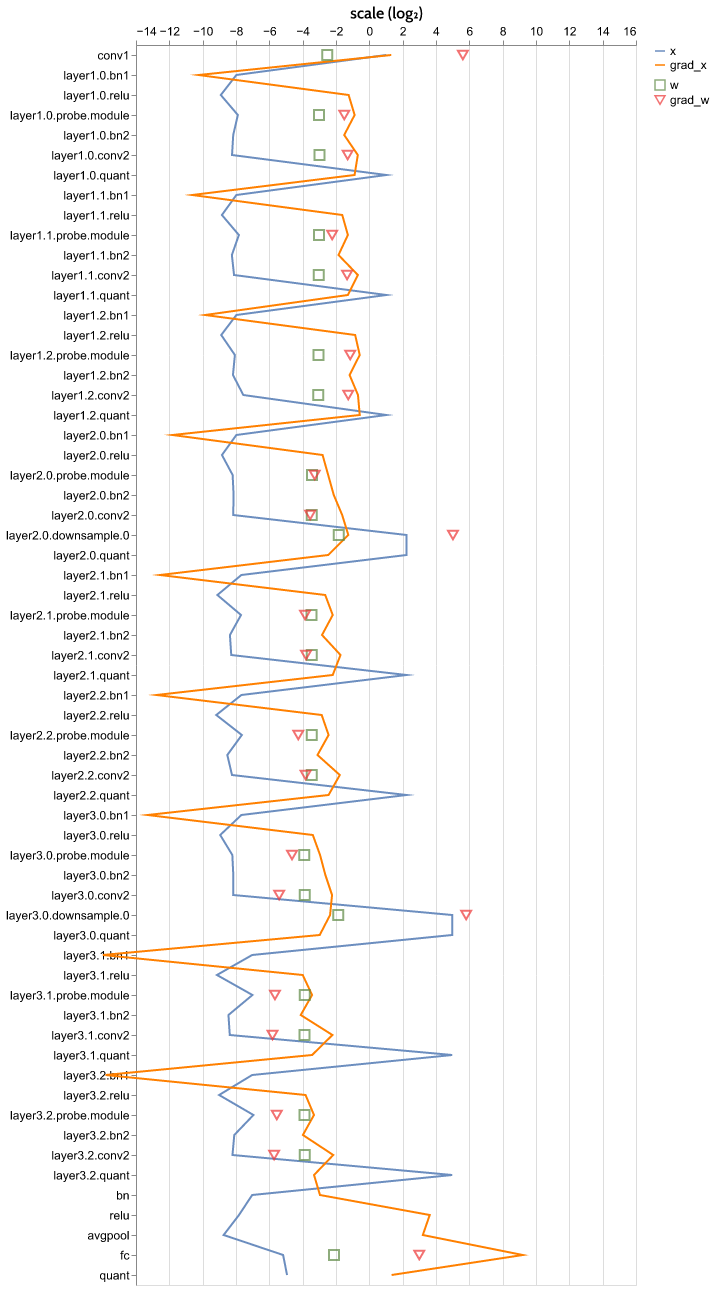 scale (log₂)
−14 −12 −10 −8 −6 −4 −2 0 2 4 6 8 10 12 14 16
x
grad_x
w
grad_w
conv1
layer1.0.bn1
layer1.0.relu
layer1.0.probe.module
layer1.0.bn2
layer1.0.conv2
layer1.0.quant
layer1.1.bn1
layer1.1.relu
layer1.1.probe.module
layer1.1.bn2
layer1.1.conv2
layer1.1.quant
layer1.2.bn1
layer1.2.relu
layer1.2.probe.module
layer1.2.bn2
layer1.2.conv2
layer1.2.quant
layer2.0.bn1
layer2.0.relu
layer2.0.probe.module
layer2.0.bn2
layer2.0.conv2
layer2.0.downsample.0
layer2.0.quant
layer2.1.bn1
layer2.1.relu
layer2.1.probe.module
layer2.1.bn2
layer2.1.conv2
layer2.1.quant
layer2.2.bn1
layer2.2.relu
layer2.2.probe.module
layer2.2.bn2
layer2.2.conv2
layer2.2.quant
layer3.0.bn1
layer3.0.relu
layer3.0.probe.module
layer3.0.bn2
layer3.0.conv2
layer3.0.downsample.0
layer3.0.quant
layer3.1.bn1
layer3.1.relu
layer3.1.probe.module
layer3.1.bn2
layer3.1.conv2
layer3.1.quant
layer3.2.bn1
layer3.2.relu
layer3.2.probe.module
layer3.2.bn2
layer3.2.conv2
layer3.2.quant
bn
relu
avgpool
fc
quant